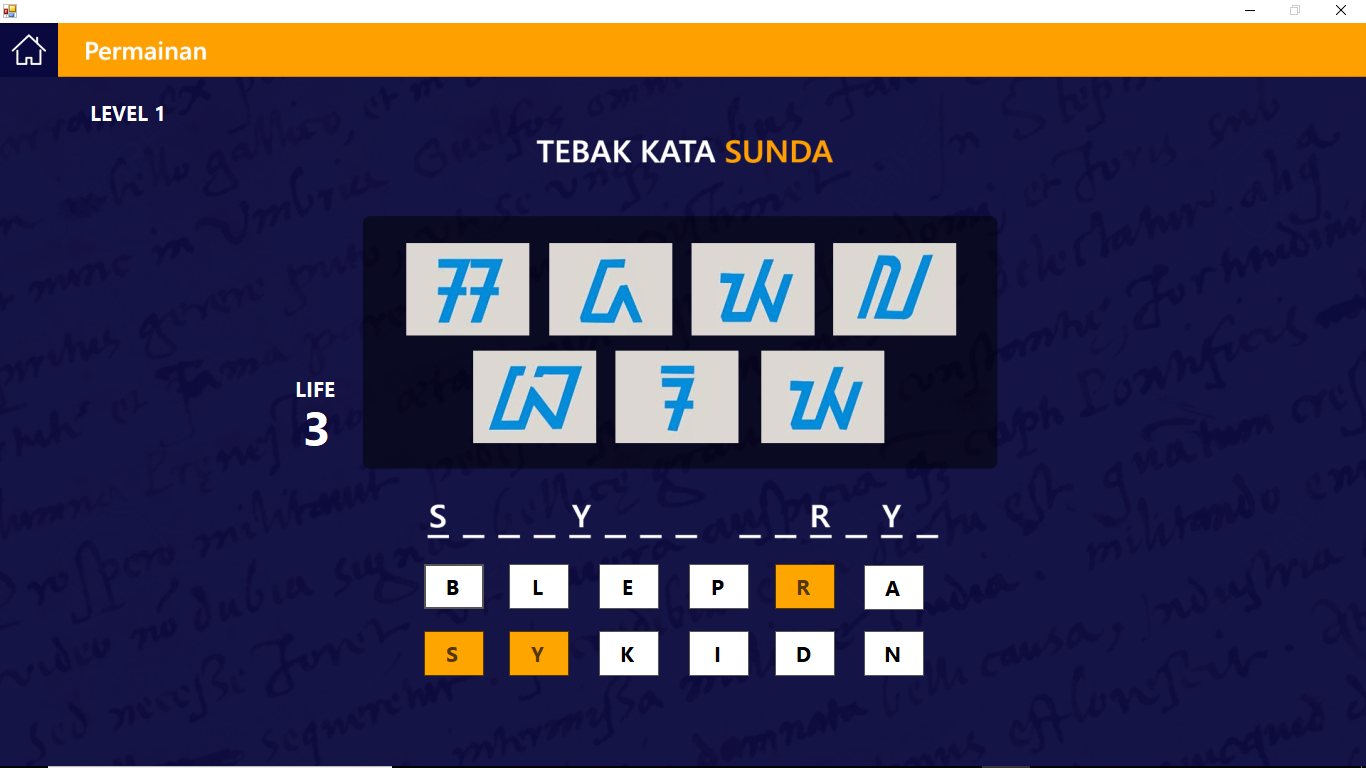 Permainan
LEVEL 1
TEBAK KATA SUNDA
ᮞ ᮓ ᮚ ᮔ
ᮘ ᮛ ᮚ
LIFE
3
S _ _ _ Y _ _ _ _ _ R _ Y _
B L E P R A
S Y K I D N